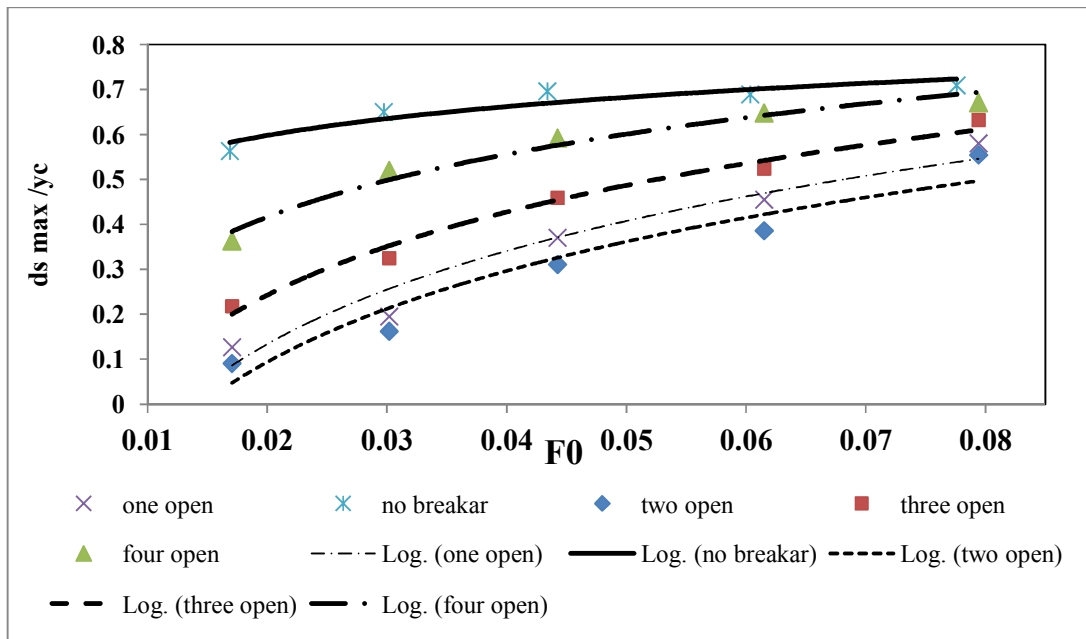 0.8
0.7
0.6
0.5
0.4
0.3
0.2
0.1
0
ds max /yc
0.01 0.02 0.03 0.04 0.05 0.06 0.07 0.08
F0
one open no breakar two open three open
four open Log. (one open) Log. (no breakar) Log. (two open)
Log. (three open) Log. (four open)